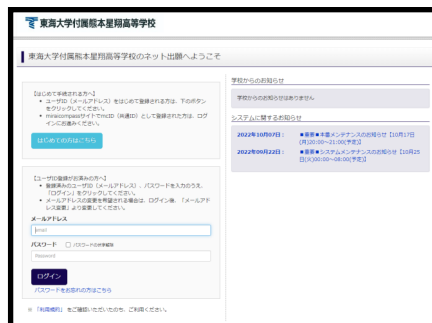 東海大学付属熊本星翔高等学校
東海大学付属熊本星翔高等学校のネット出願へようこそ
【はじめて手続きされる方へ】
• ユーザID（メールアドレス）をはじめて登録される方は、下のボタン
をクリックしてください。
• miraicompassサイトでmcID（共通ID）として登録された方は、ログ
インにお進みください。
はじめての方はこちら
【ユーザID登録がお済みの方へ】
• 登録済みのユーザID（メールアドレス）、パスワードを入力のうえ、
「ログイン」をクリックしてください。
• メールアドレスの変更を希望される場合は、ログイン後、「メールアド
レス変更」より変更してください。
メールアドレス
email
パスワード パスワードの伏字解除
Password
ログイン
パスワードをお忘れの方はこちら
※ 「利用規約」 をご確認いただいたのち、ご利用ください。
学校からのお知らせ
学校からのお知らせはありません
システムに関するお知らせ
2022年10月07日： ■重要■本番メンテナンスのお知らせ【10月17日
(月)20:00～21:00(予定)】
2022年09月22日： ■重要■システムメンテナンスのお知らせ【10月25
日(火)00:00～08:00(予定)】